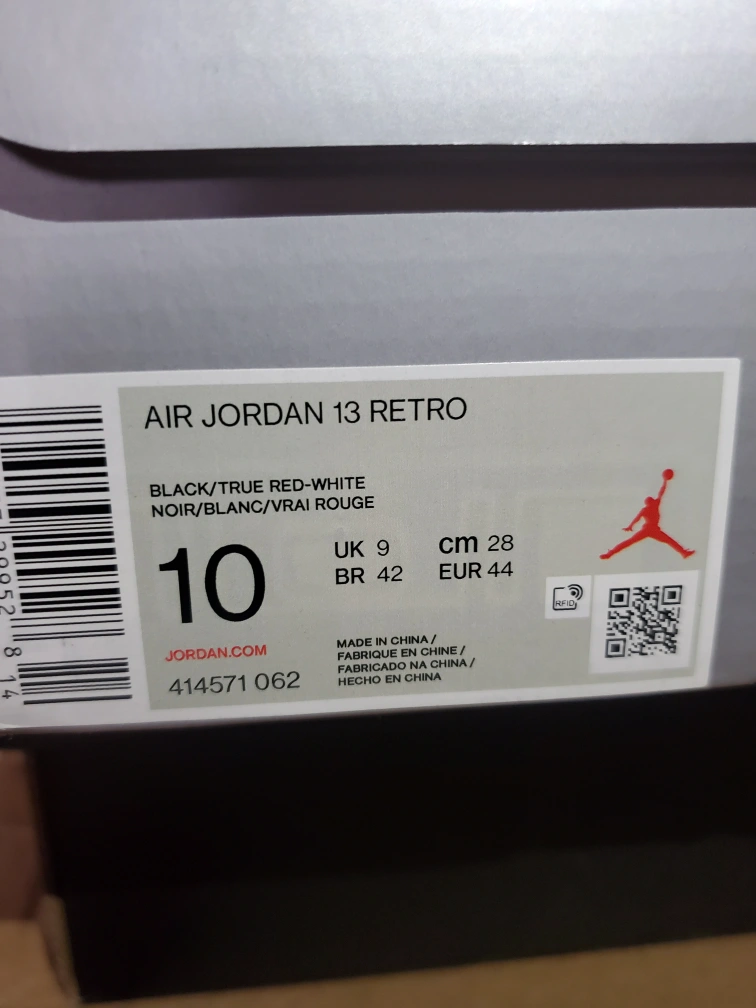 AIR JORDAN 13 RETRO
BLACK/TRUE RED-WHITE
NOIR/BLANC/VRAI ROUGE
10
UK 9
cm 28
BR 42
EUR 44
JORDAN.COM
414571 062
MADE IN CHINA /
FABRIQUE EN CHINE /
FABRICADO NA CHINA /
HECHO EN CHINA
RFID